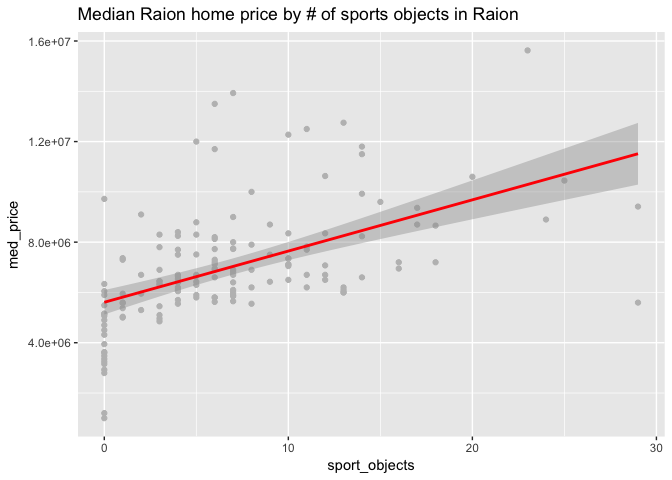 Median Raion home price by # of sports objects in Raion
1.6e+07
1.2e+07
8.0e+06
4.0e+06
med_price
0 10 20 30
sport_objects